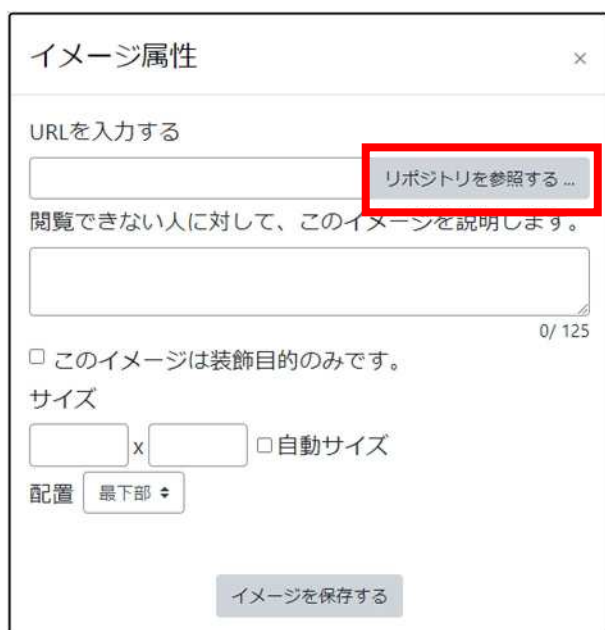 イメージ属性 ×
URLを入力する
リポジトリを参照する ...
閲覧できない人に対して、このイメージを説明します。
0/ 125
このイメージは装飾目的のみです。
サイズ
x 自動サイズ
配置 最下部
イメージを保存する